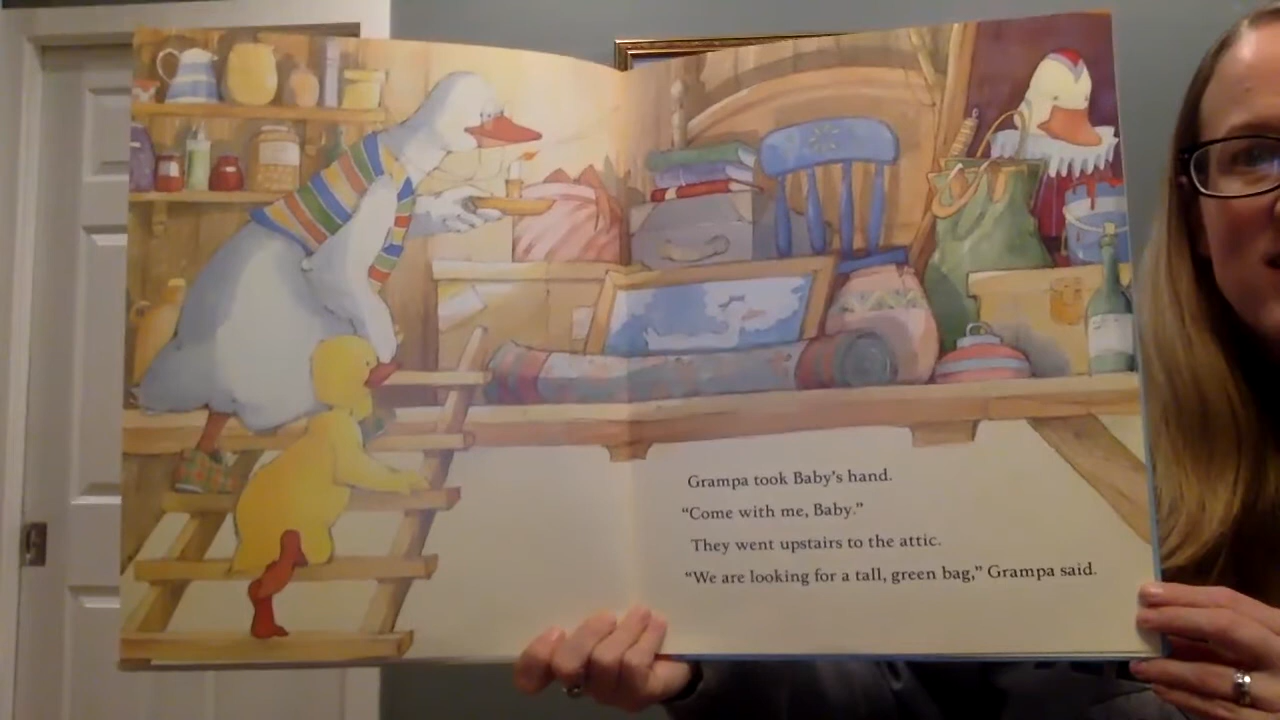 Grampa took Baby's hand.
"Come with me, Baby."
They went upstairs to the attic.
"We are looking for a tall, green bag," Grampa said.